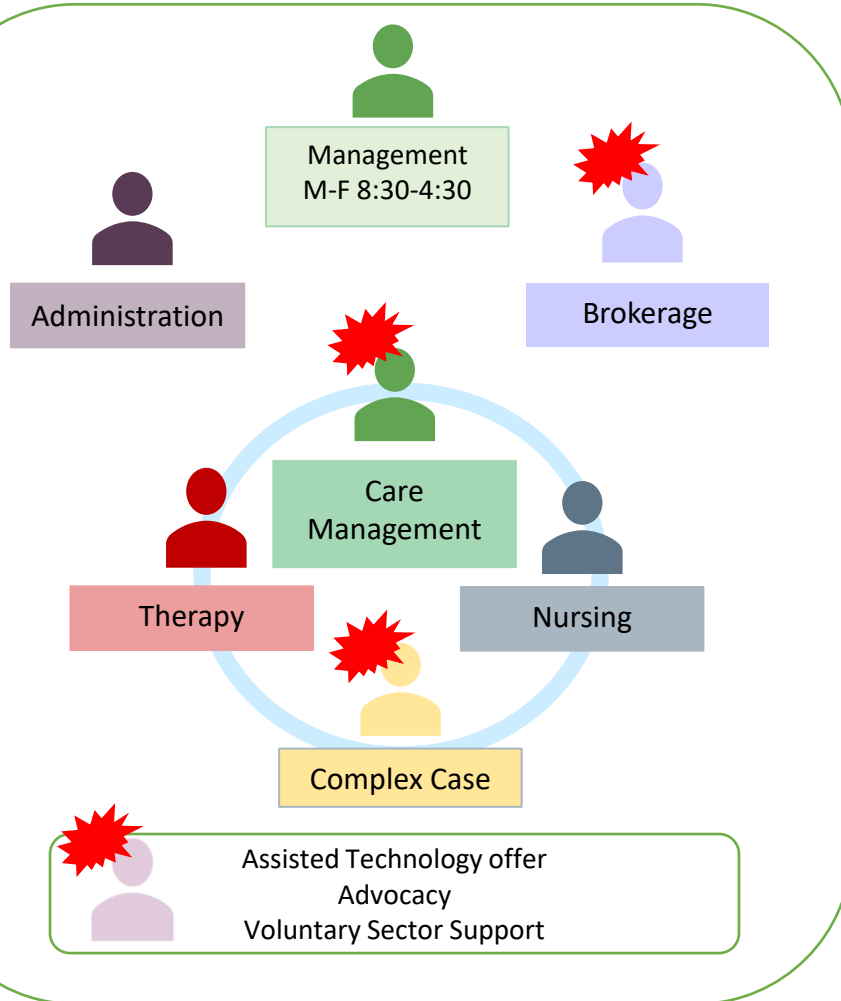 Management
M-F 8:30-4:30
Administration
Brokerage
Care
Management
Therapy
Nursing
Complex Case
Assisted Technology offer
Advocacy
Voluntary Sector Support